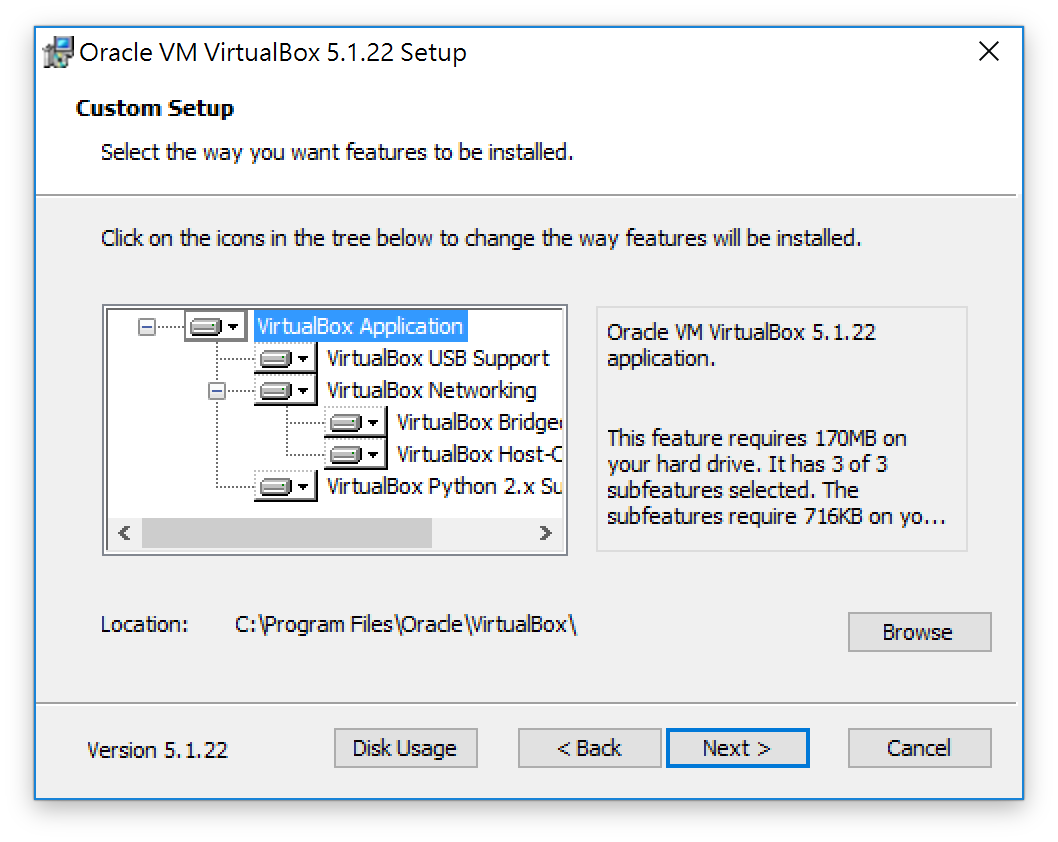 Oracle VM VirtualBox 5.1.22 Setup
Custom Setup
Select the way you want features to be installed.
Click on the icons in the tree below to change the way features will be installed.
VirtualBox Application
VirtualBox USB Support
VirtualBox Networking
VirtualBox Bridge
VirtualBox Host-
VirtualBox Python 2.x Su
Oracle VM VirtualBox 5.1.22
application.
This feature requires 170MB on
your hard drive. It has 3 of 3
subfeatures selected. The
subfeatures require 716KB on yo...
Location:
C:\Program Files\Oracle\VirtualBox\
Browse
Version 5.1.22
Disk Usage
< Back
Next >
Cancel